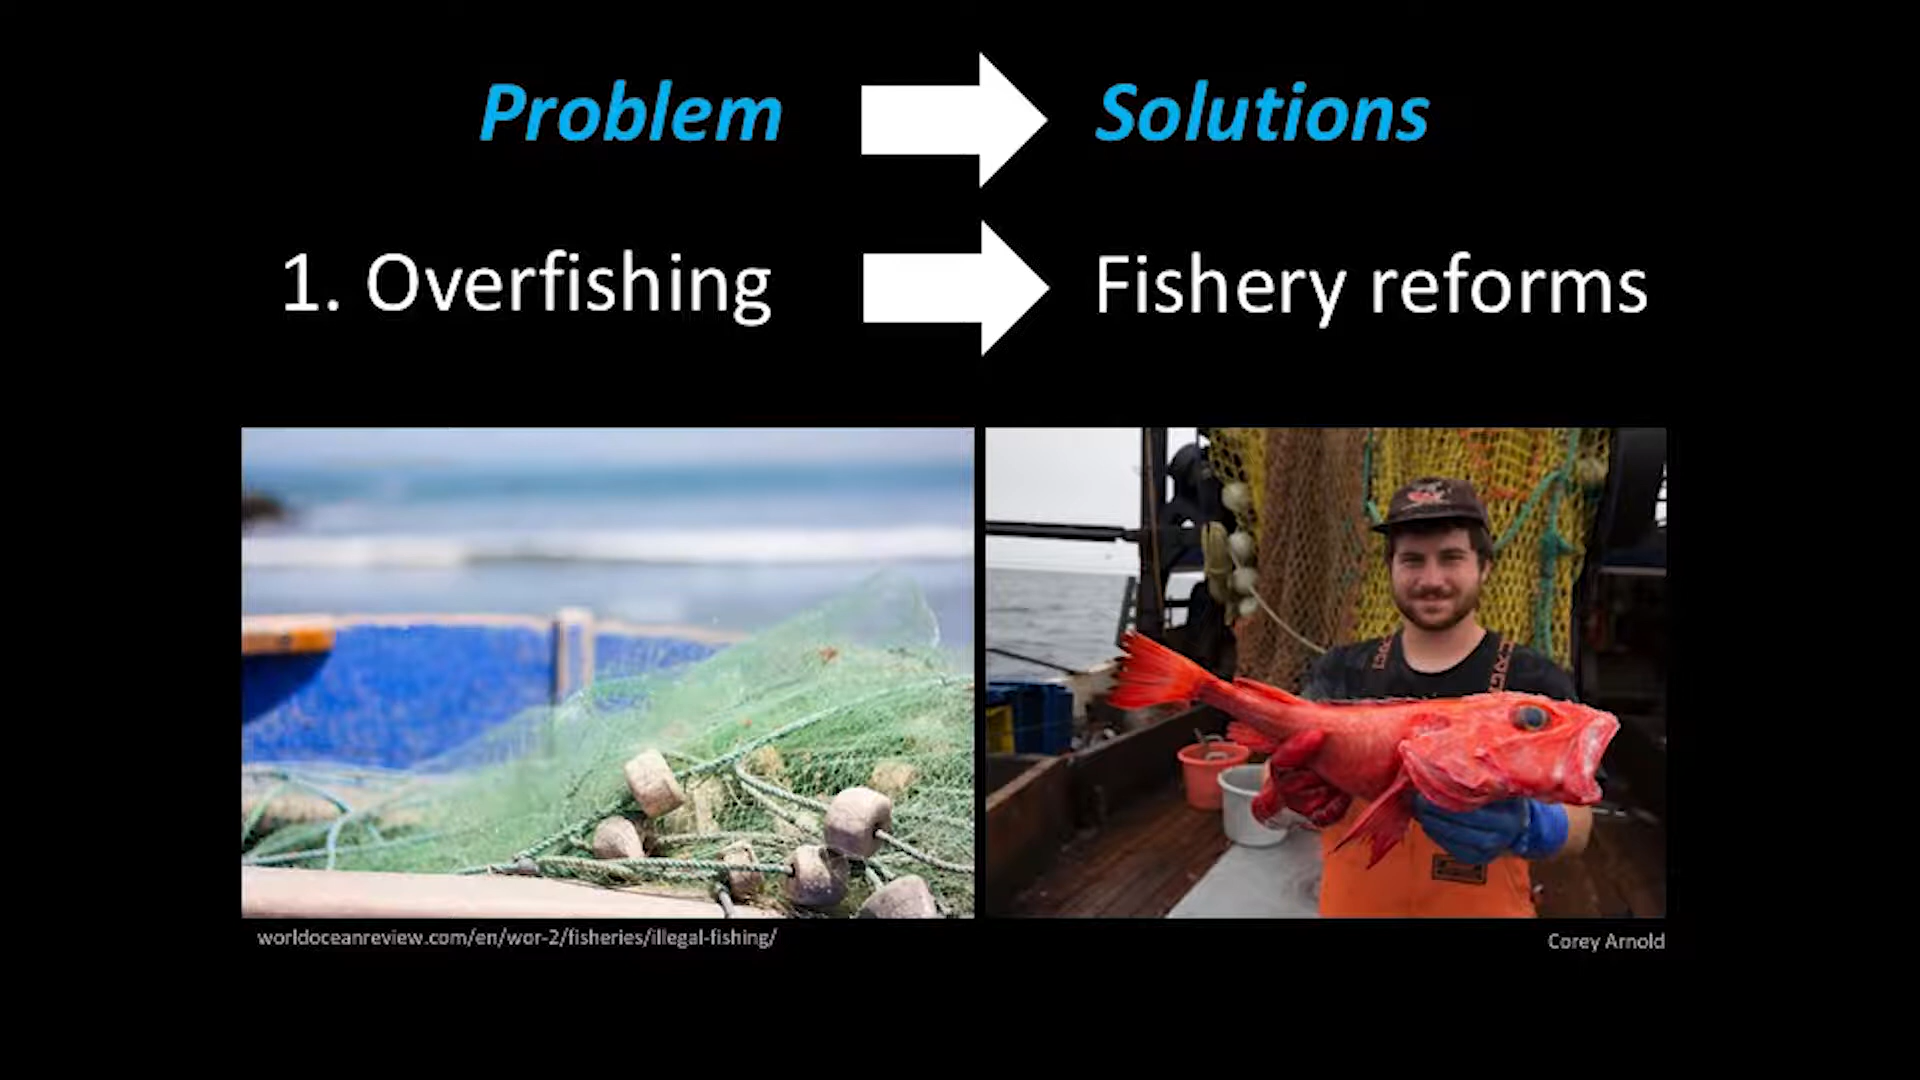 Problem
Solutions
1. Overfishing
Fishery reforms
worldoceanreview.com/en/wor-2/fisheries/illegal-fishing/
Corey Arnold